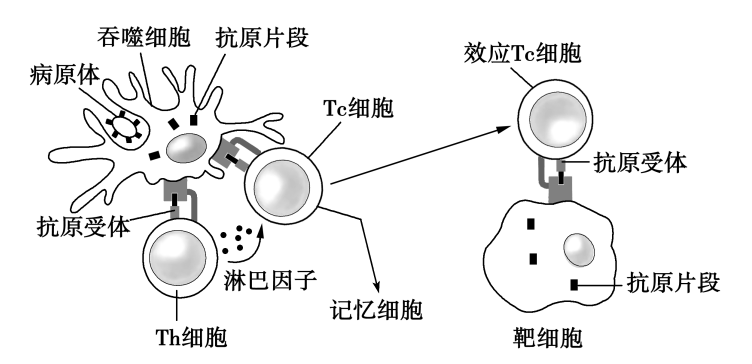 吞噬细胞
抗原片段
病原体
Tc细胞
抗原受体
淋巴因子
Th细胞
记忆细胞
效应Tc细胞
抗原受体
抗原片段
靶细胞